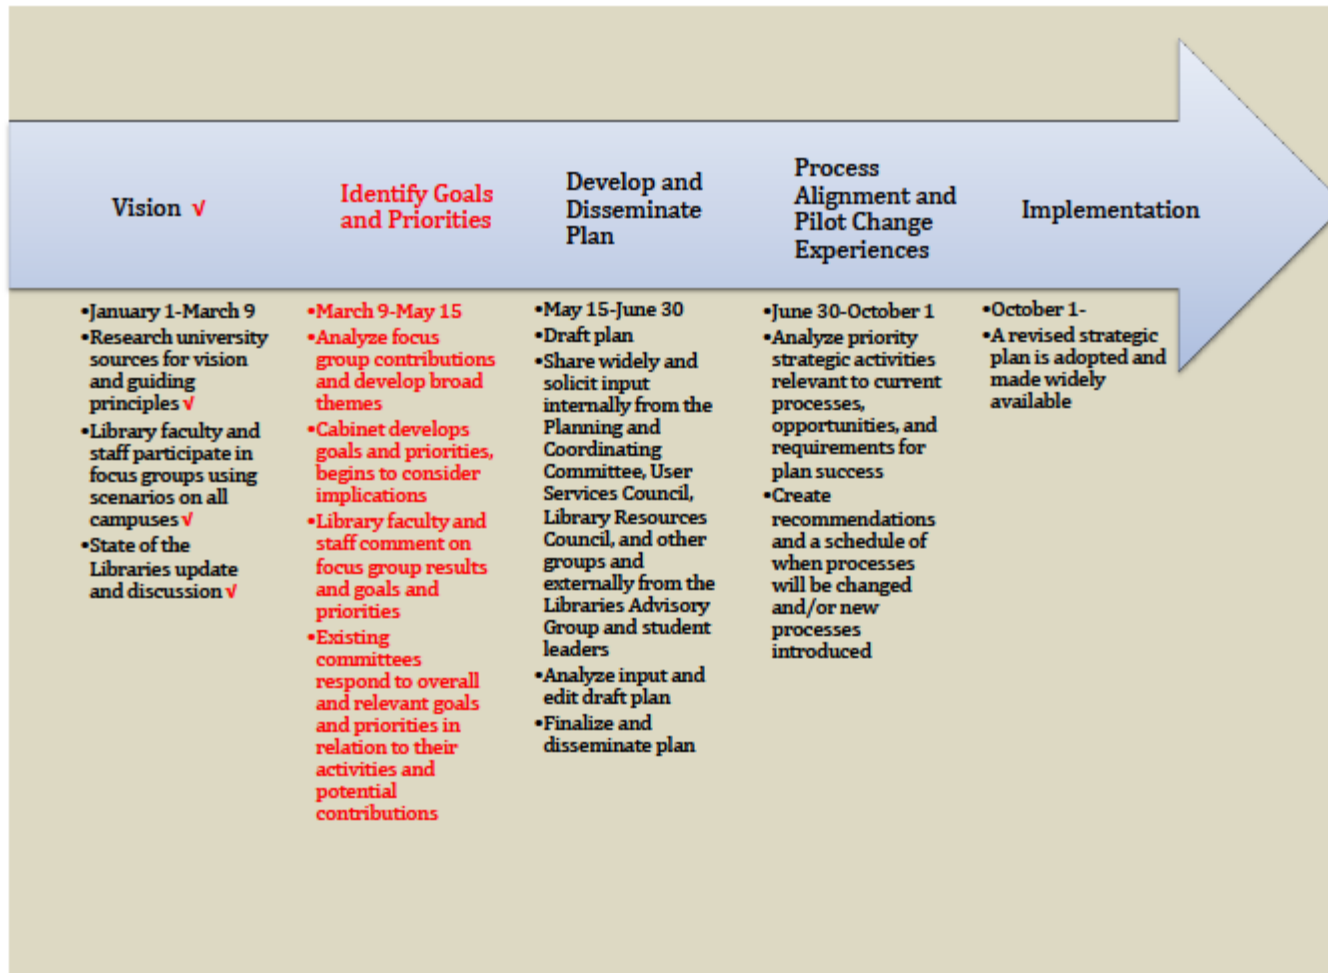 Vision √
Identify Goals
and Priorities
Develop and
Disseminate
Plan
Process
Alignment and
Pilot Change
Experiences
Implementation
•January 1-March 9
•Research university
sources for vision
and guiding
principles √
•Library faculty and
staff participate in
focus groups using
scenarios on all
campuses √
•State of the
Libraries update
and discussion √
•March 9-May 15
•Analyze focus
group contributions
and develop broad
themes
•Cabinet develops
goals and priorities,
begins to consider
implications
•Library faculty and
staff comment on
focus group results
and goals and
priorities
•Existing
committees
respond to overall
and relevant goals
and priorities in
relation to their
activities and
potential
contributions
•May 15-June 30
•Draft plan
•Share widely and
solicit input
internally from the
Planning and
Coordinating
Committee, User
Services Council,
Library Resources
Council, and other
groups and
externally from the
Libraries Advisory
Group and student
leaders
•Analyze input and
edit draft plan
•Finalize and
disseminate plan
•June 30-October 1
•Analyze priority
strategic activities
relevant to current
processes,
opportunities, and
requirements for
plan success
•Create
recommendations
and a schedule of
when processes
will be changed
and/or new
processes
introduced
•October 1-
•A revised strategic
plan is adopted and
made widely
available